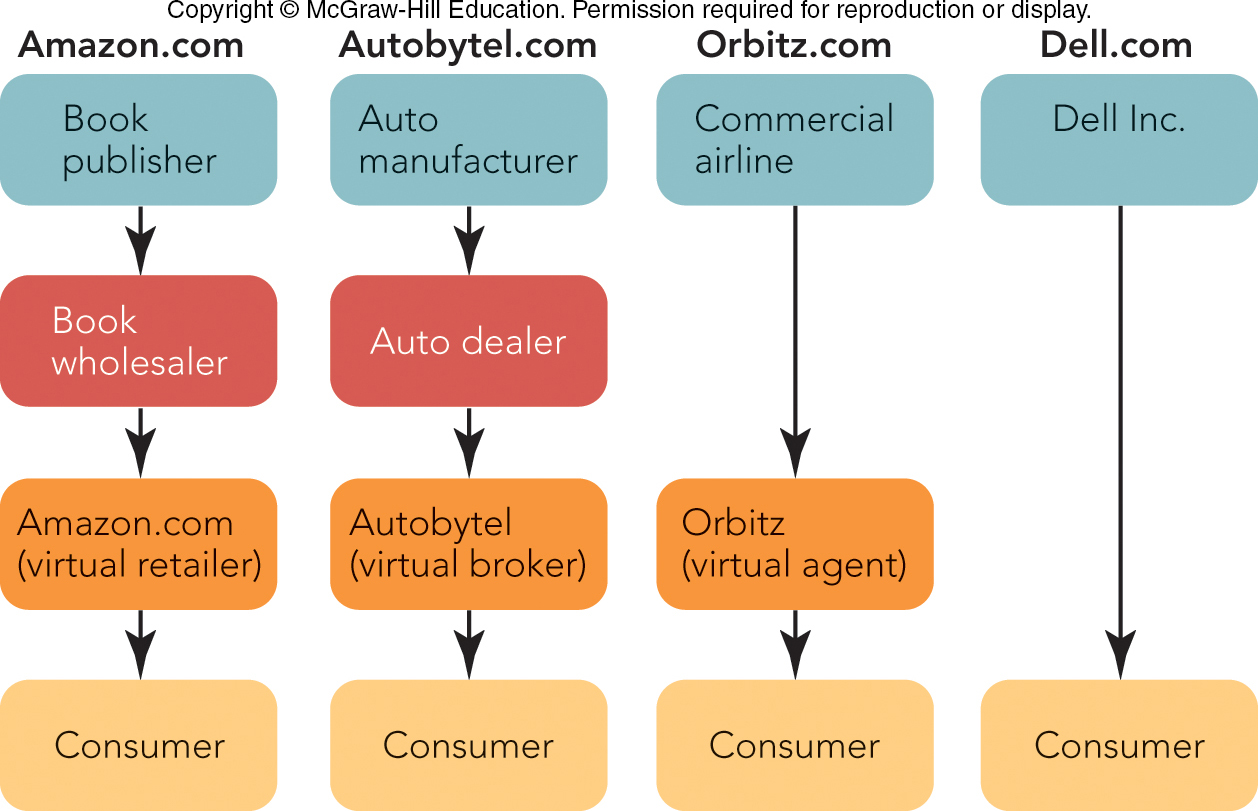 Copyright © McGraw-Hill Education. Permission required for reproduction or display.
Amazon.com
Autobytel.com
Orbitz.com
Dell.com
Book
publisher
Auto
manufacturer
Commercial
airline
Dell Inc.
Book
wholesaler
Auto dealer
Amazon.com
(virtual retailer)
Autobytel
(virtual broker)
Orbitz
(virtual agent)
Consumer
Consumer
Consumer
Consumer